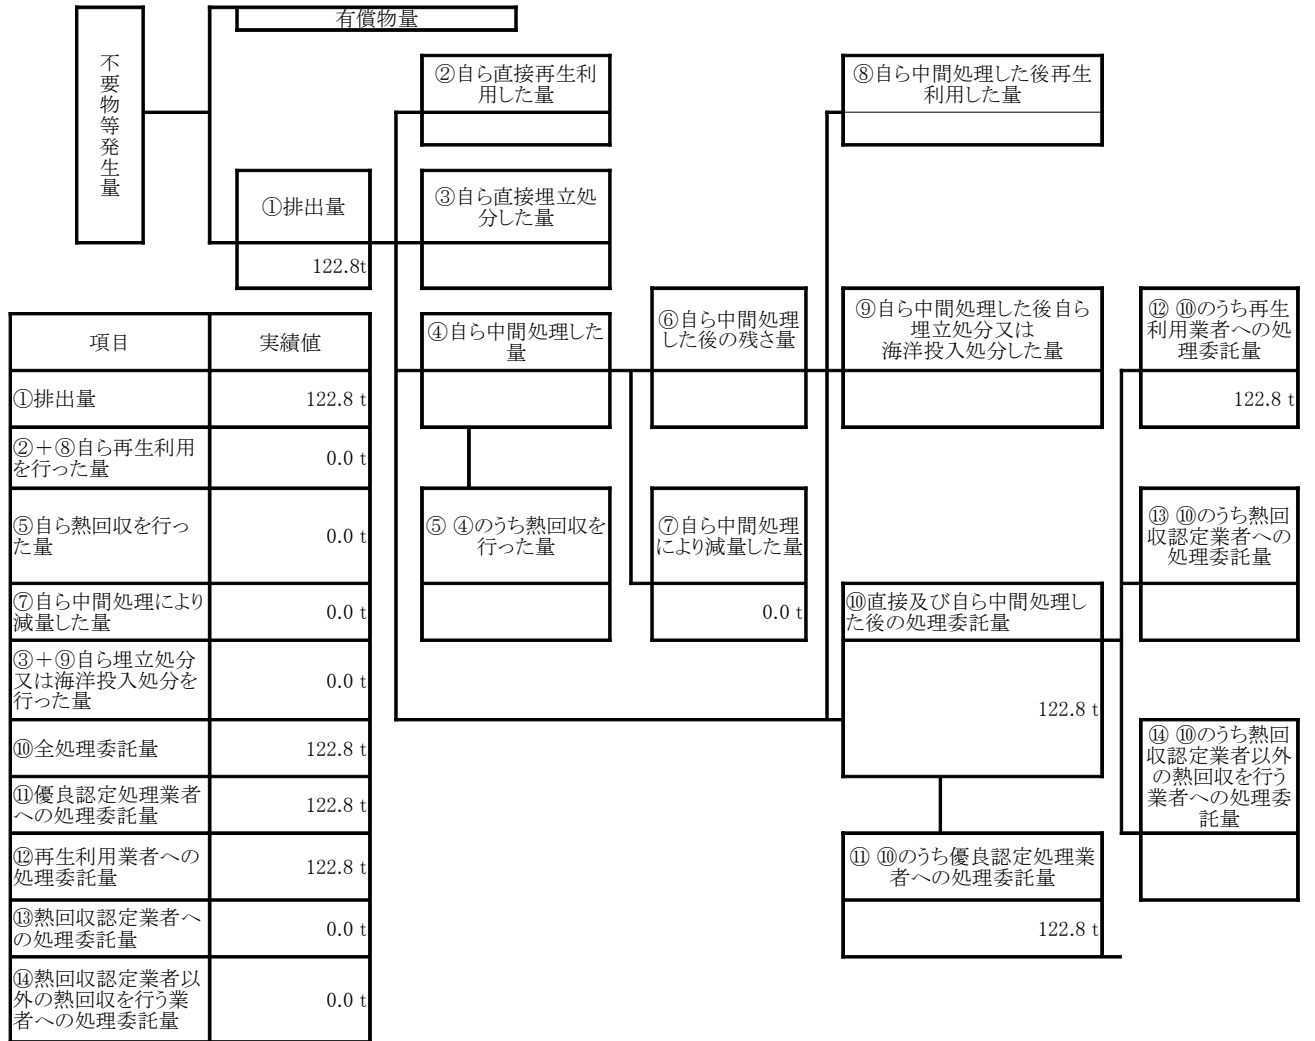 有償物量
不要物等発生量
②自ら直接再生利
用した量
⑧自ら中間処理した後再生
利用した量
①排出量
122.8t
③自ら直接埋立処
分した量
④自ら中間処理した
量
⑥自ら中間処理
した後の残さ量
⑨自ら中間処理した後自ら
埋立処分又は
海洋投入処分した量
⑫ ⑩のうち再生
利用業者への処
理委託量
122.8 t
⑤ ④のうち熱回収を
行った量
⑦自ら中間処理
により減量した量
0.0 t
⑩直接及び自ら中間処理し
た後の処理委託量
122.8 t
⑬ ⑩のうち熱回
収認定業者への
処理委託量
⑭ ⑩のうち熱回
収認定業者以外
の熱回収を行う
業者への処理委
託量
⑪ ⑩のうち優良認定処理業
者への処理委託量
122.8 t
項目 実績値
①排出量 122.8 t
②＋⑧自ら再生利用
を行った量 0.0 t
⑤自ら熱回収を行っ
た量 0.0 t
⑦自ら中間処理により
減量した量 0.0 t
③＋⑨自ら埋立処分
又は海洋投入処分を
行った量 0.0 t
⑩全処理委託量 122.8 t
⑪優良認定処理業者
への処理委託量 122.8 t
⑫再生利用業者への
処理委託量 122.8 t
⑬熱回収認定業者へ
の処理委託量 0.0 t
⑭熱回収認定業者以
外の熱回収を行う業
者への処理委託量 0.0 t